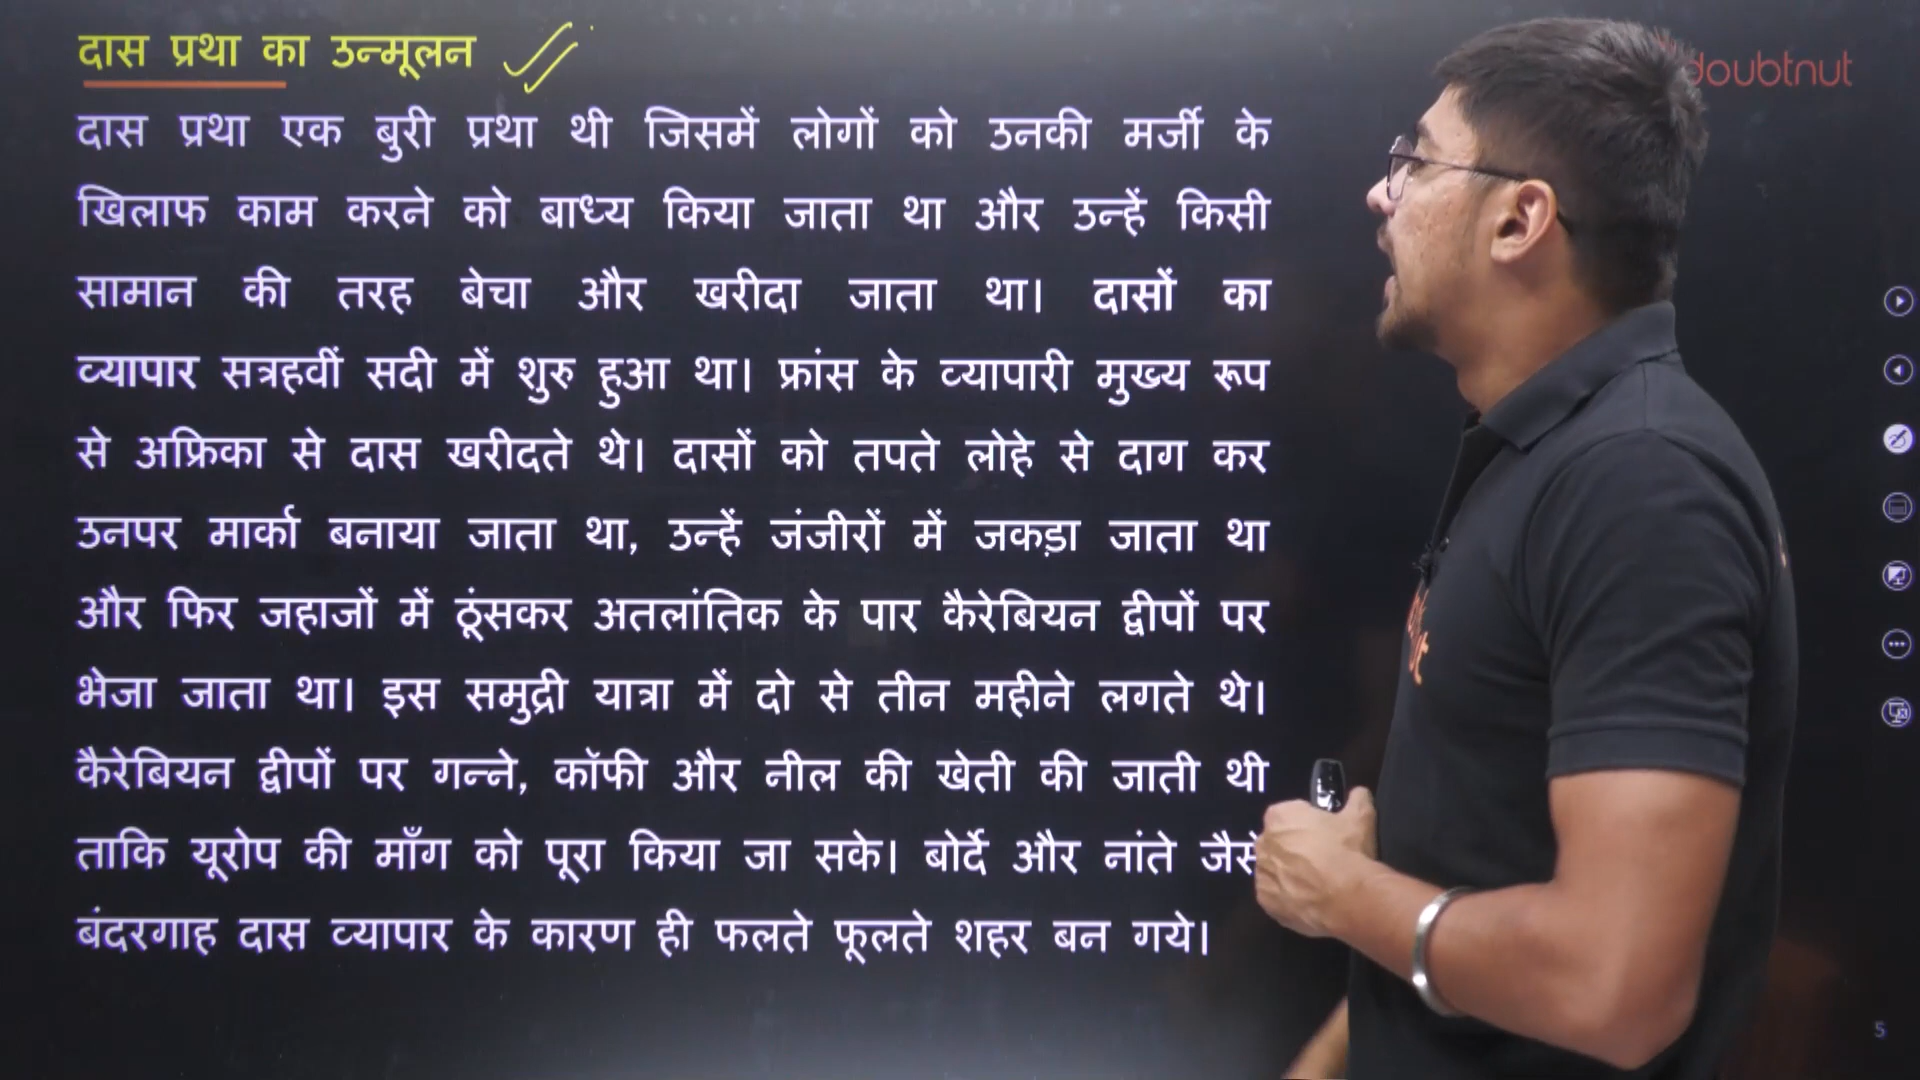 दास प्रथा का उन्मूलन
doubtnut
दास प्रथा एक बुरी प्रथा थी जिसमें लोगों को उनकी मर्जी के
खिलाफ काम करने को बाध्य किया जाता था और उन्हें किसी
सामान की तरह बेचा और खरीदा जाता था। दासों का
व्यापार सत्रहवीं सदी में शुरु हुआ था। फ्रांस के व्यापारी मुख्य रूप
से अफ्रिका से दास खरीदते थे। दासों को तपते लोहे से दाग कर
उनपर मार्का बनाया जाता था, उन्हें जंजीरों में जकड़ा जाता था
और फिर जहाजों में ठूंसकर अतलांतिक के पार कैरेबियन द्वीपों पर
भेजा जाता था। इस समुद्री यात्रा में दो से तीन महीने लगते थे।
कैरेबियन द्वीपों पर गन्ने, कॉफी और नील की खेती की जाती थी
ताकि यूरोप की माँग को पूरा किया जा सके। बोर्दे और नांते जैसे
बंदरगाह दास व्यापार के कारण ही फलते फूलते शहर बन गये।
5